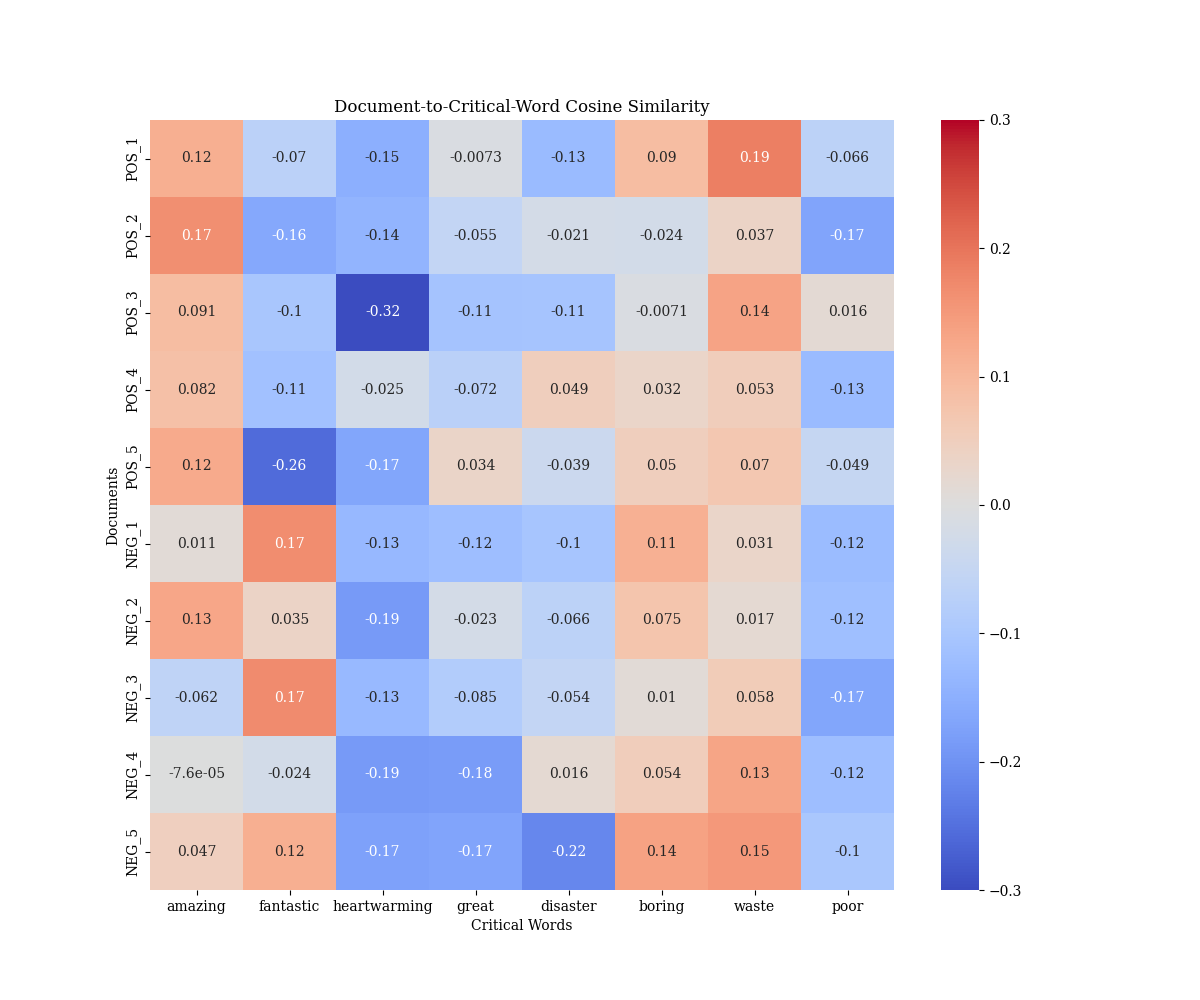 Document-to-Critical-Word Cosine Similarity
POS_1 0.12 -0.07 -0.15 -0.0073 -0.13 0.09 0.19 -0.066
POS_2 0.17 -0.16 -0.14 -0.055 -0.021 -0.024 0.037 -0.17
POS_3 0.091 -0.1 -0.32 -0.11 -0.11 -0.0071 0.14 0.016
POS_4 0.082 -0.11 -0.025 -0.072 0.049 0.032 0.053 -0.13
POS_5 0.12 -0.26 -0.17 0.034 -0.039 0.05 0.07 -0.049
NEG_1 0.011 0.17 -0.13 -0.12 -0.1 0.11 0.031 -0.12
NEG_2 0.13 0.035 -0.19 -0.023 -0.066 0.075 0.017 -0.12
NEG_3 -0.062 0.17 -0.13 -0.085 -0.054 0.01 0.058 -0.17
NEG_4 -7.6e-05 -0.024 -0.19 -0.18 0.016 0.054 0.13 -0.12
NEG_5 0.047 0.12 -0.17 -0.17 -0.22 0.14 0.15 -0.1
Documents
amazing fantastic heartwarming great disaster boring waste poor
Critical Words
0.3
0.2
0.1
0.0
−0.1
−0.2
−0.3